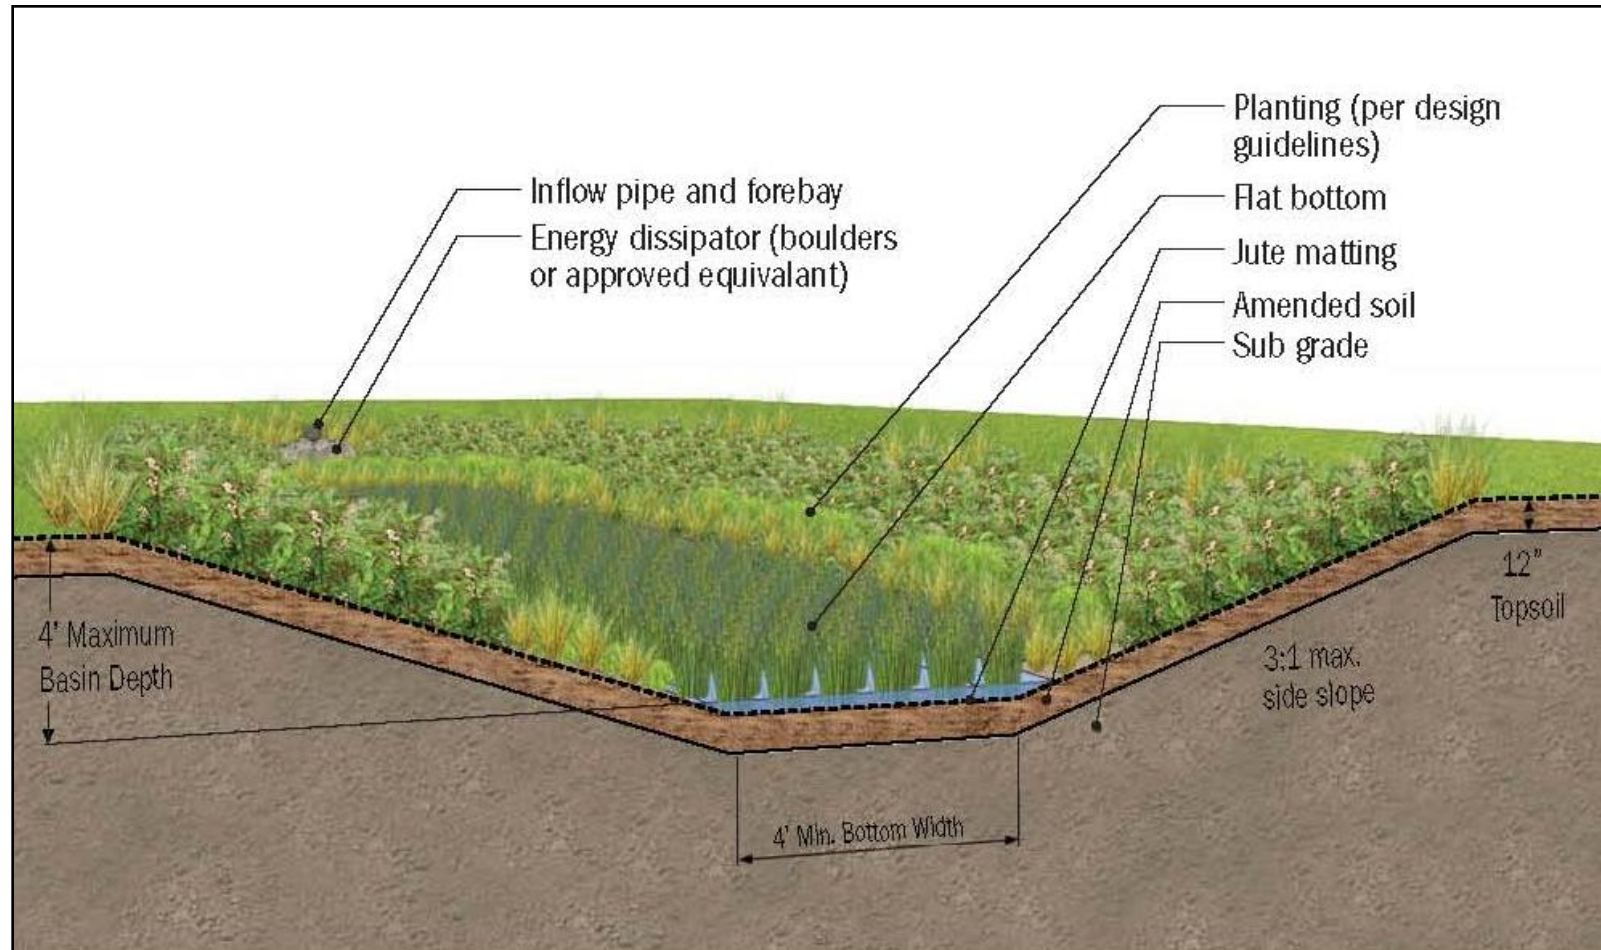 Planting (per design
guidelines)
Inflow pipe and forebay
Flat bottom
Energy dissipator (boulders
or approved equivalant)
Jute matting
Amended soil
Sub grade
12"
Topsoil
4' Maximum
Basin Depth
3:1 max.
side slope
4' Min. Bottom Width